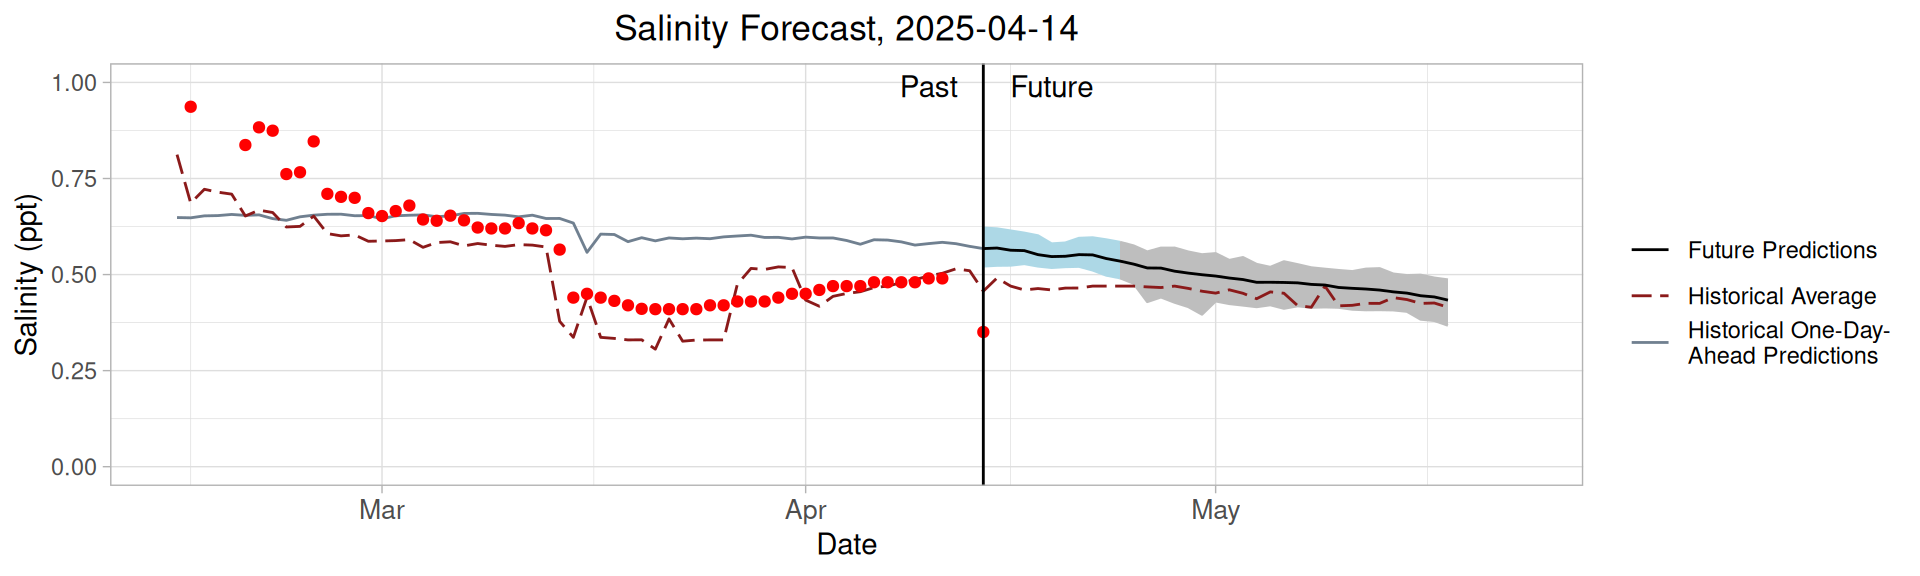 Salinity Forecast, 2025-04-14
Past
Future
1.00
0.75
0.50
0.25
0.00
Salinity (ppt)
Mar
Apr
May
Date
Future Predictions
Historical Average
Historical One-Day-
Ahead Predictions